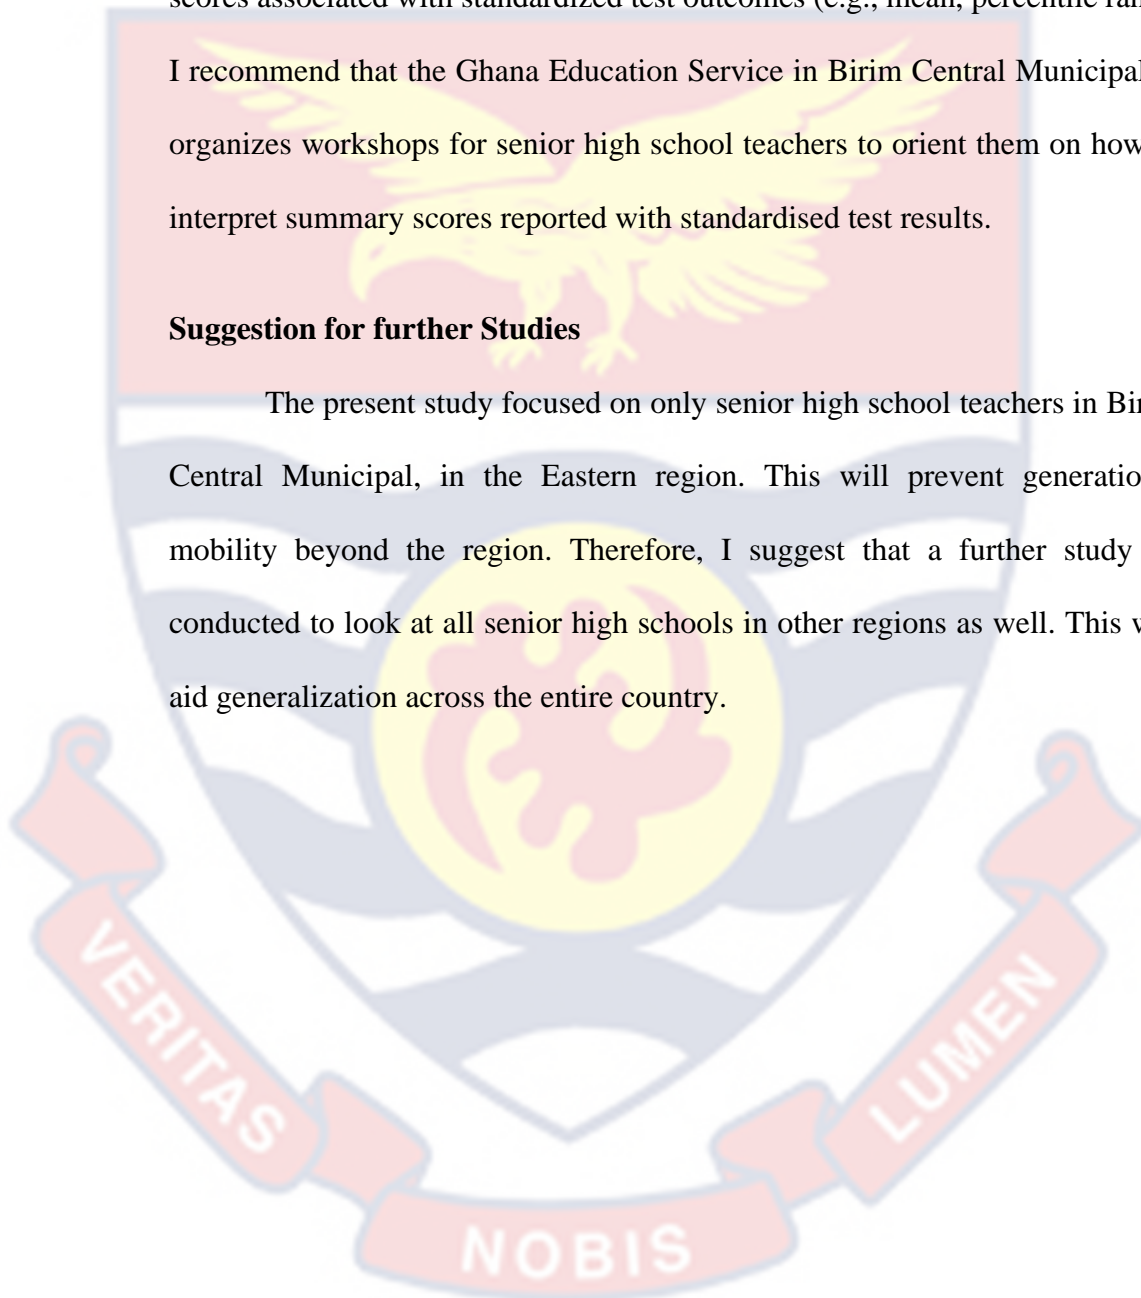 scores associated with standardized test outcomes (e.g., mean, percentile ran
I recommend that the Ghana Education Service in Birim Central Municipal
organizes workshops for senior high school teachers to orient them on how
interpret summary scores reported with standardised test results.
Suggestion for further Studies
The present study focused on only senior high school teachers in Bir
Central Municipal, in the Eastern region. This will prevent generatio
mobility beyond the region. Therefore, I suggest that a further study
conducted to look at all senior high schools in other regions as well. This w
aid generalization across the entire country.
VERITAS
NOBIS
LUMEN